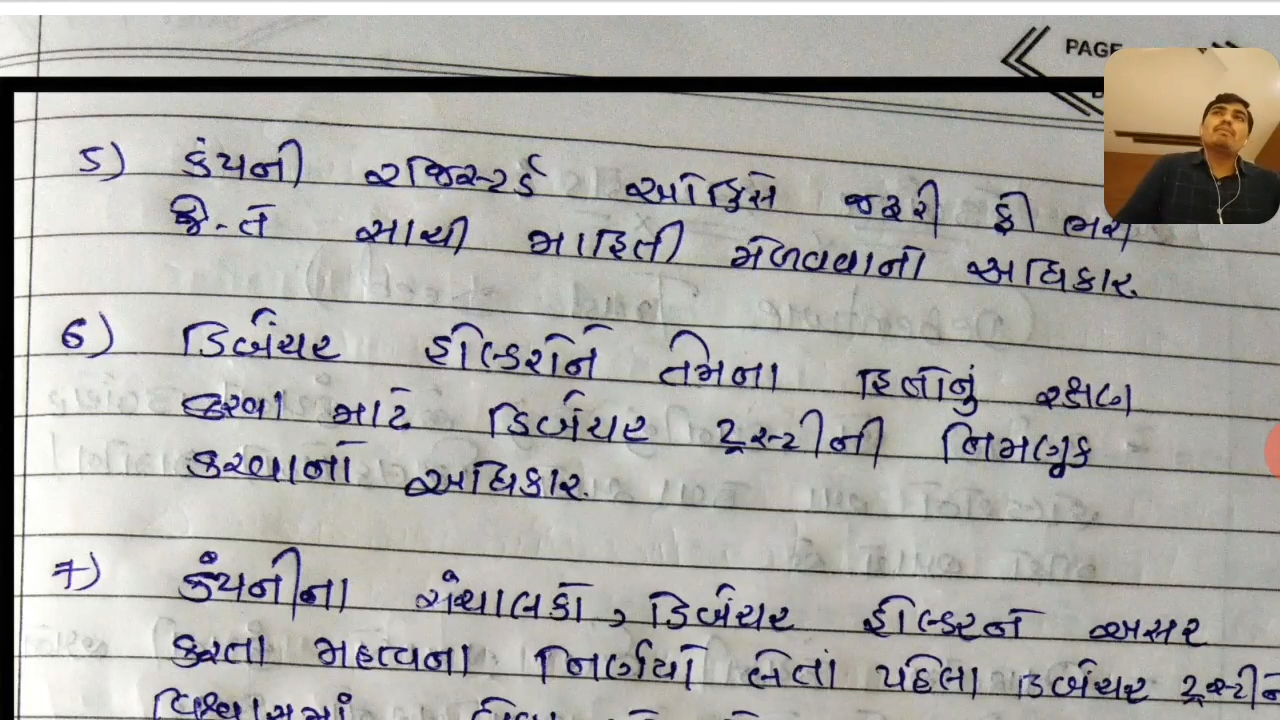 PAGE
5) કંપની રજિસ્ટર્ડ ઓફિસે જરૂરી ફી ભરી
કે.ત સાચી માહિતી મેળવવાનો અધિકાર.
6) ડિબેંચર હોલ્ડરોને તેમના હિતોનું રક્ષણ
કરવા માટે ડિબેંચર ટ્રસ્ટીની નિમણૂક
કરવાનો અધિકાર.
7) કંપનીના સંચાલકો, ડિબેંચર હોલ્ડરને અસર
કરતા મહત્વના નિર્ણયો લેતાં પહેલા ડિબેંચર ટ્રસ્ટીને
વિશ્વાસમાં